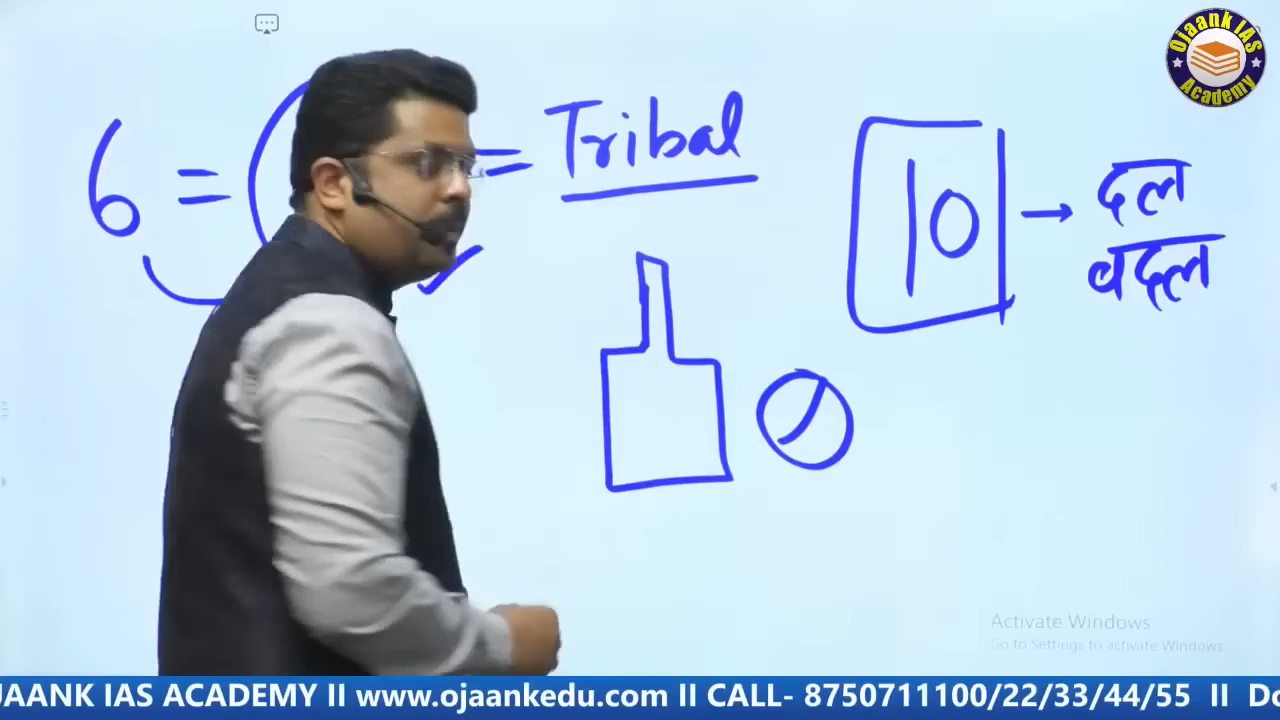 Ojaank IAS
Academy
6 = = Tribal
10 → दल
बदल
Activate Windows
Go to Settings to activate Windows
JAANK IAS ACADEMY II www.ojaankedu.com II CALL- 8750711100/22/33/44/55 II Do